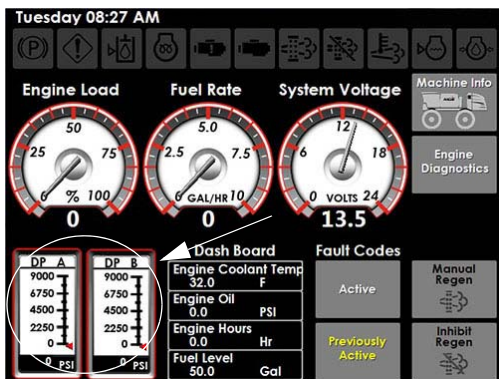 Tuesday 08:27 AM
Engine Load
Fuel Rate
System Voltage
Machine Info
50
25 75
0 % 100
0
5.0
2.5 7.5
0 GAL/HR 10
0
12
6 18
0 VOLTS 24
13.5
Engine
Diagnostics
DP A
9000
6750
4500
2250
0
0 PSI
DP B
9000
6750
4500
2250
0
0 PSI
Dash Board
Engine Coolant Temp
32.0 F
Engine Oil
0.0 PSI
Engine Hours
0.0 Hr
Fuel Level
50.0 Gal
Fault Codes
Active
Previously
Active
Manual
Regen
Inhibit
Regen